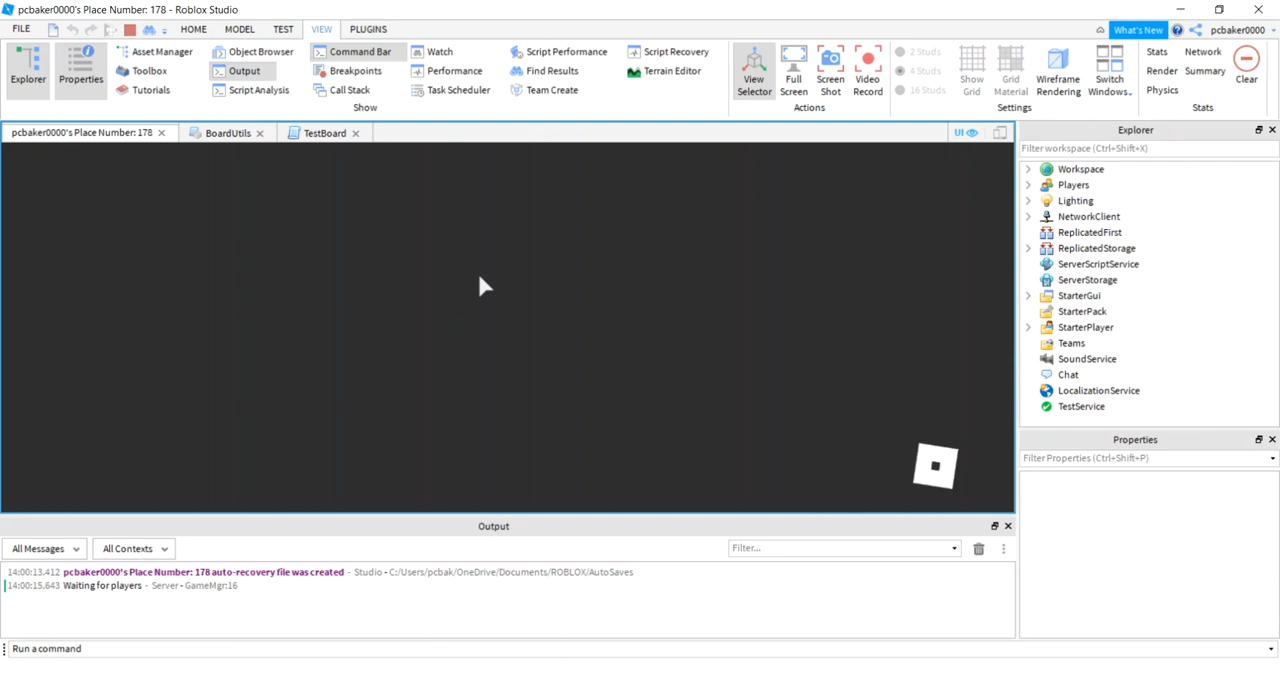 pcbaker0000's Place Number: 178 - Roblox Studio
FILE HOME MODEL TEST VIEW PLUGINS What's New pcbaker0000
Explorer
Properties
Asset Manager
Toolbox
Tutorials
Object Browser
Output
Script Analysis
Command Bar
Breakpoints
Call Stack
Watch
Performance
Task Scheduler
Script Performance
Find Results
Team Create
Script Recovery
Terrain Editor
Show
View Selector
Full Screen
Screen Shot
Video Record
Actions
2 Studs
4 Studs
16 Studs
Show Grid
Grid Material
Wireframe Rendering
Switch Windows
Settings
Stats
Render
Physics
Network
Summary
Clear
Stats
pcbaker0000's Place Number: 178 BoardUtils TestBoard UI
Explorer
Filter workspace (Ctrl+Shift+X)
Workspace
Players
Lighting
NetworkClient
ReplicatedFirst
ReplicatedStorage
ServerScriptService
ServerStorage
StarterGui
StarterPack
StarterPlayer
Teams
SoundService
Chat
LocalizationService
TestService
Properties
Filter Properties (Ctrl+Shift+P)
Output
All Messages All Contexts Filter...
14:00:13.412 pcbaker0000's Place Number: 178 auto-recovery file was created - Studio - C:/Users/pcbak/OneDrive/Documents/ROBLOX/AutoSaves
14:00:15.643 Waiting for players - Server - GameMgr:16
Run a command